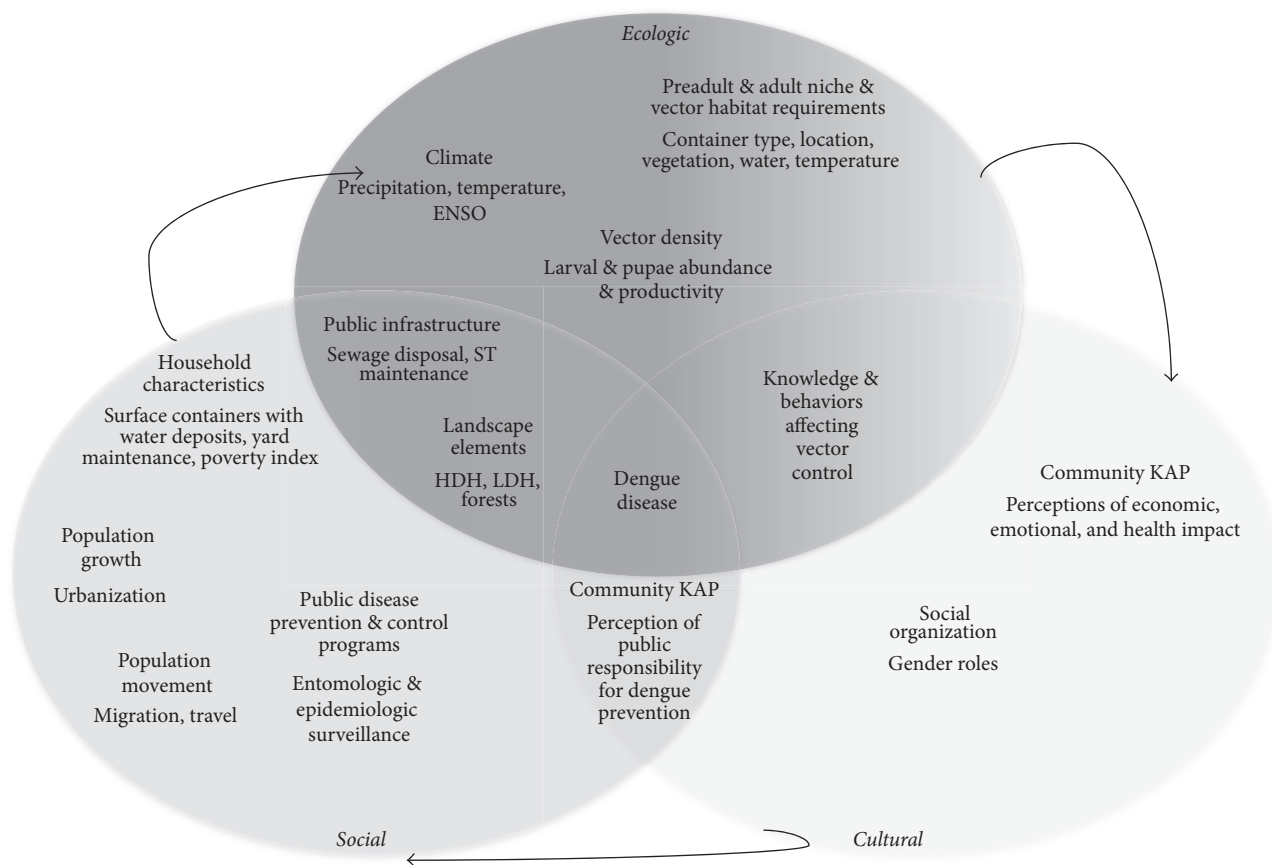 Ecologic
Preadult & adult niche &
vector habitat requirements
Container type, location,
vegetation, water, temperature
Climate
Precipitation, temperature,
ENSO
Vector density
Larval & pupae abundance
& productivity
Public infrastructure
Sewage disposal, ST
maintenance
Landscape
elements
HDH, LDH,
forests
Dengue
disease
Knowledge &
behaviors
affecting
vector
control
Household
characteristics
Surface containers with
water deposits, yard
maintenance, poverty index
Population
growth
Urbanization
Population
movement
Migration, travel
Public disease
prevention & control
programs
Entomologic &
epidemiologic
surveillance
Community KAP
Perception of
public
responsibility
for dengue
prevention
Community KAP
Perceptions of economic,
emotional, and health impact
Social
organization
Gender roles
Social
Cultural